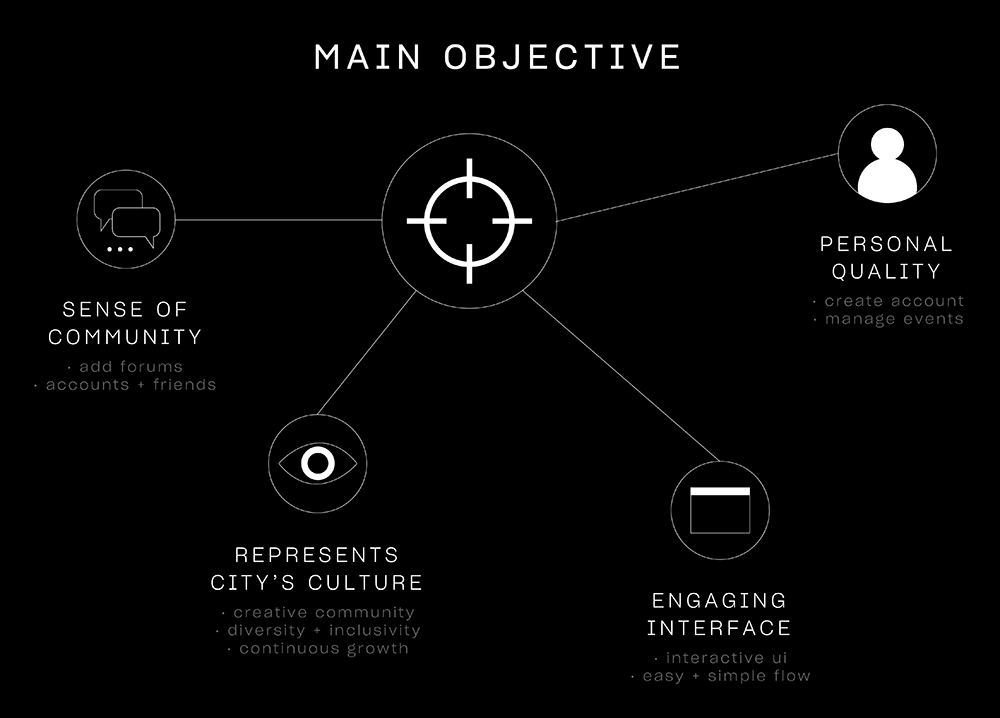 MAIN OBJECTIVE
SENSE OF
COMMUNITY
· add forums
· accounts + friends
REPRESENTS
CITY’S CULTURE
· creative community
· diversity + inclusivity
· continuous growth
ENGAGING
INTERFACE
· interactive ui
· easy + simple flow
PERSONAL
QUALITY
· create account
· manage events